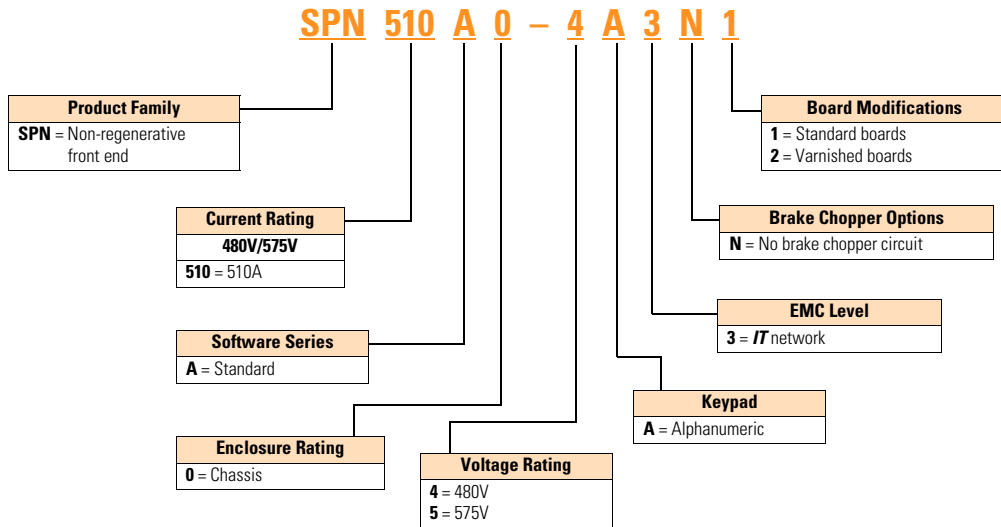 SPN 510 A 0 – 4 A 3 N 1
Product Family
SPN = Non-regenerative
front end
Board Modifications
1 = Standard boards
2 = Varnished boards
Current Rating
480V/575V
510 = 510A
Brake Chopper Options
N = No brake chopper circuit
EMC Level
3 = IT network
Software Series
A = Standard
Keypad
A = Alphanumeric
Enclosure Rating
0 = Chassis
Voltage Rating
4 = 480V
5 = 575V